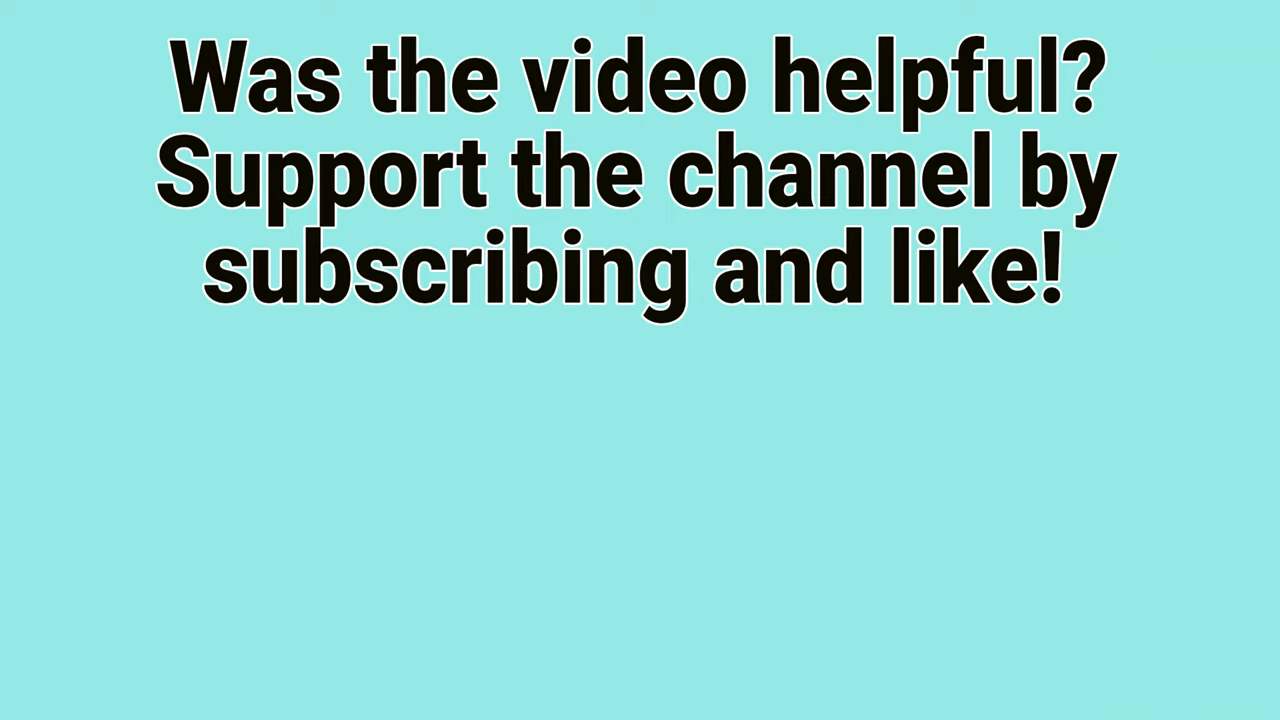 Was the video helpful?
Support the channel by
subscribing and like!